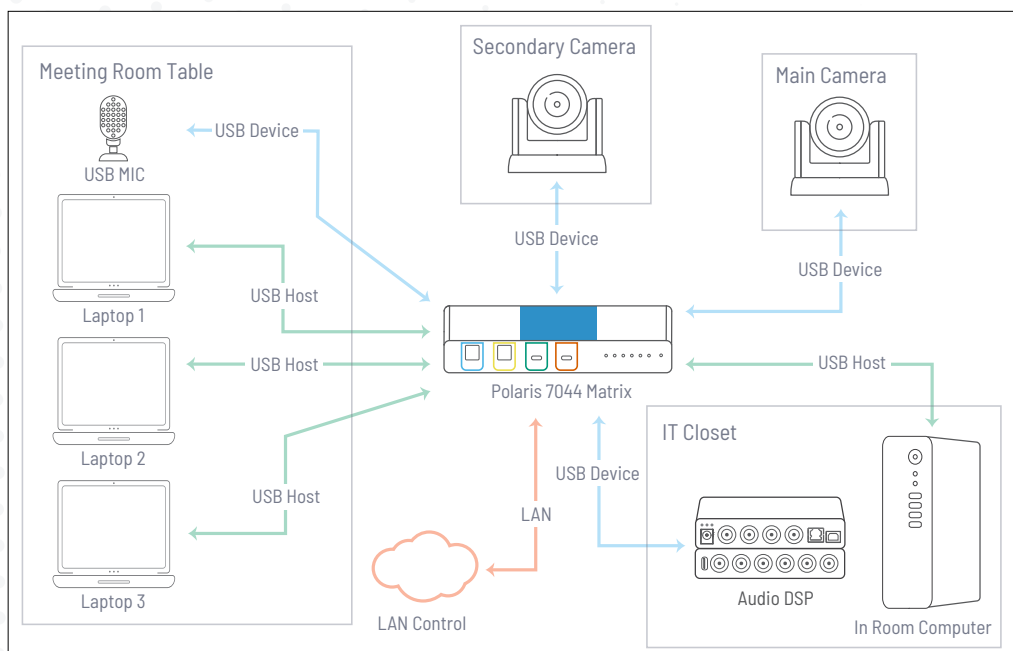 Meeting Room Table
USB MIC
USB Device
Laptop 1
USB Host
Laptop 2
USB Host
Laptop 3
USB Host
Secondary Camera
USB Device
Main Camera
USB Device
Polaris 7044 Matrix
USB Host
LAN
LAN Control
USB Device
IT Closet
Audio DSP
In Room Computer